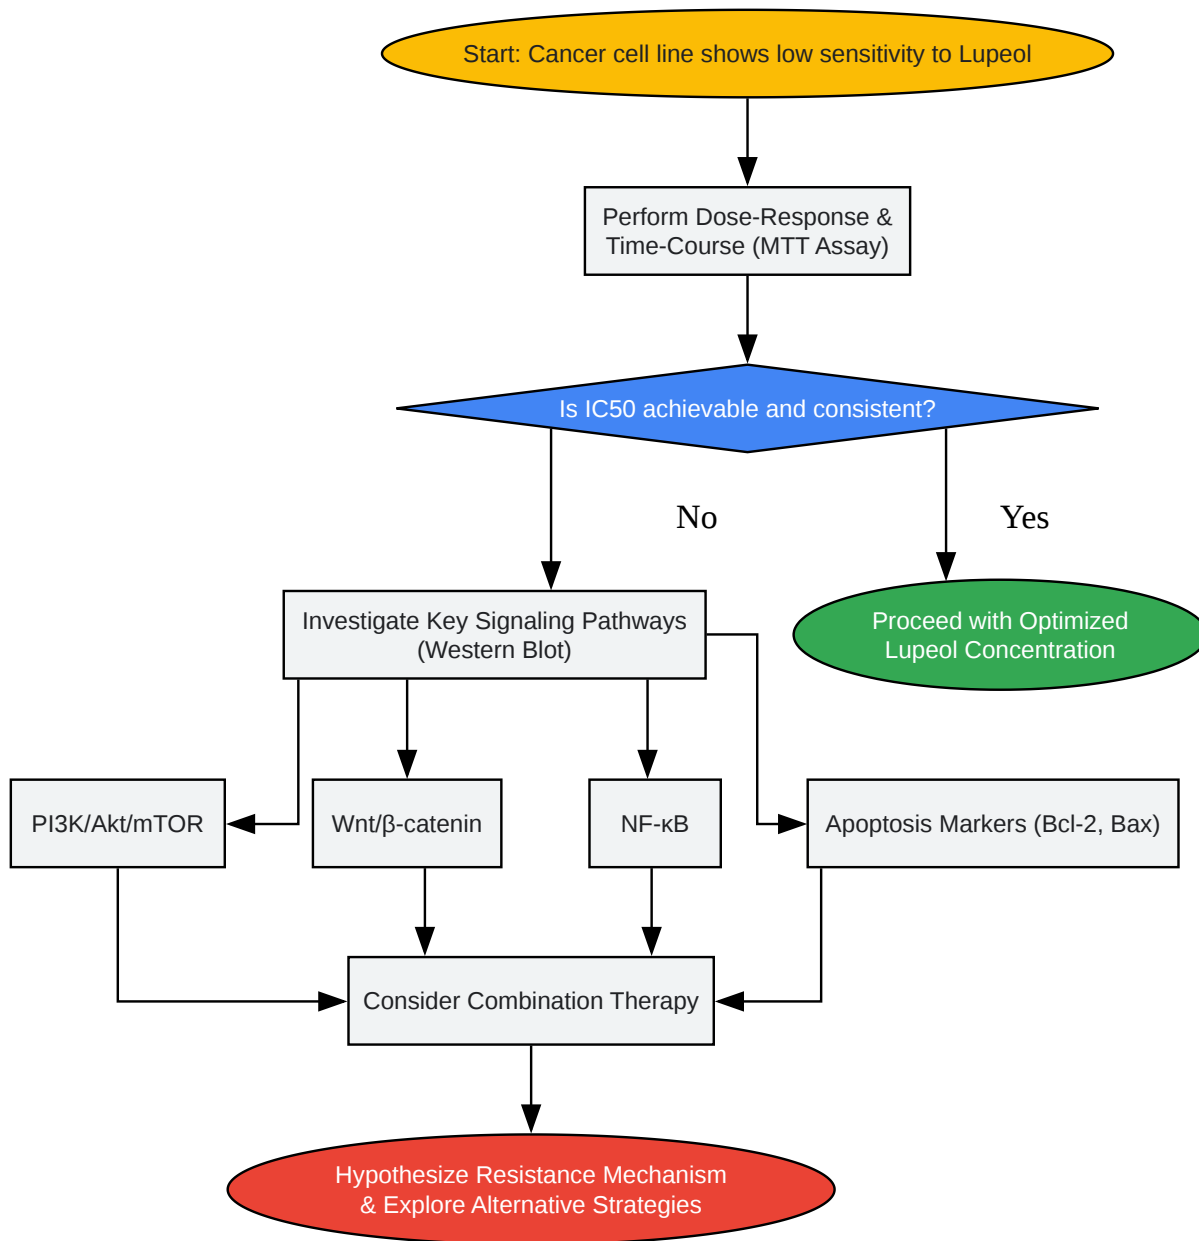 Start: Cancer cell line shows low sensitivity to Lupeol
Perform Dose-Response &
Time-Course (MTT Assay)
Is IC50 achievable and consistent?
No
Yes
Investigate Key Signaling Pathways
(Western Blot)
Proceed with Optimized
Lupeol Concentration
PI3K/Akt/mTOR
Wnt/β-catenin
NF-κB
Apoptosis Markers (Bcl-2, Bax)
Consider Combination Therapy
Hypothesize Resistance Mechanism
& Explore Alternative Strategies